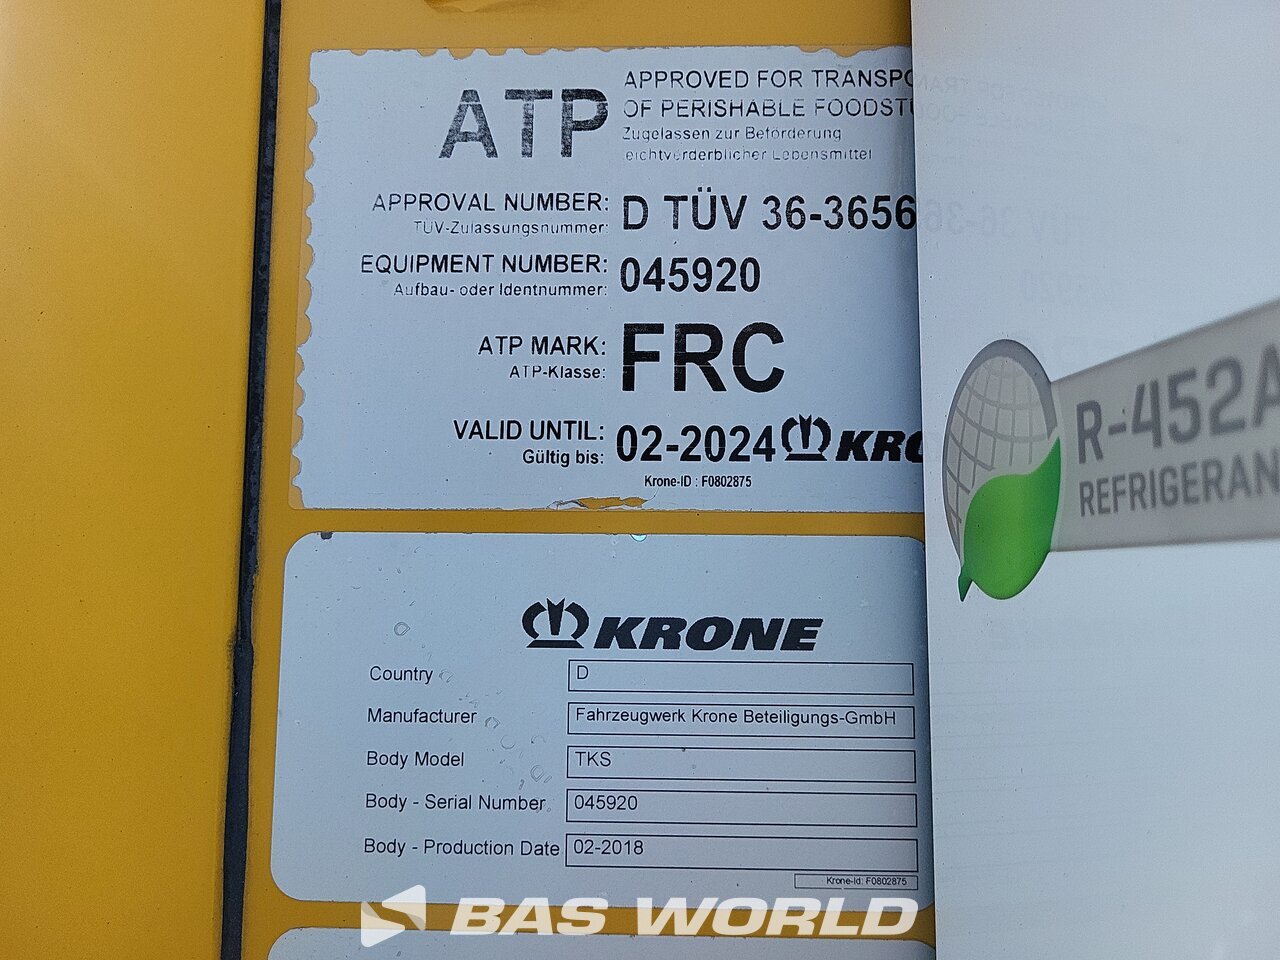 ATP
APPROVED FOR TRANSPO
OF PERISHABLE FOODST
Zugelassen zur Beförderung
eichtverderblicher Lebensmittel
APPROVAL NUMBER: D TÜV 36-3656
TÜV-Zulassungsnummer:
EQUIPMENT NUMBER: 045920
Aufbau- oder Identnummer:
ATP MARK: FRC
ATP-Klasse:
VALID UNTIL: 02-2024 KRO
Gültig bis:
Krone-ID : F0802875
R-452A
REFRIGERAN
KRONE
Country D
Manufacturer Fahrzeugwerk Krone Beteiligungs-GmbH
Body Model TKS
Body - Serial Number 045920
Body - Production Date 02-2018
Krone-Id: F0802875
BAS WORLD